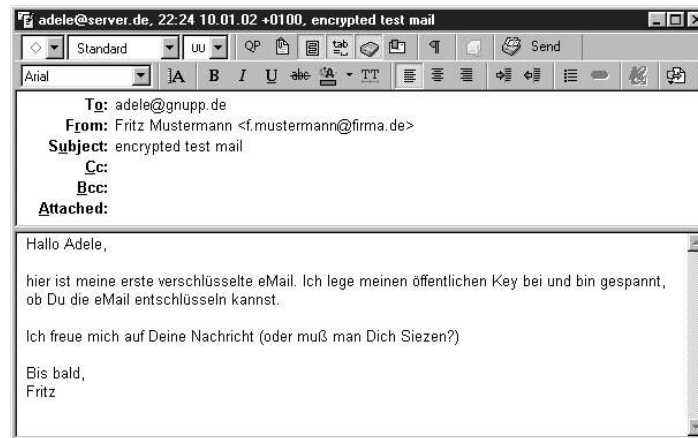 adele@server.de, 22:24 10.01.02 +0100, encrypted test mail
Standard UU QP tab ¶ Send
Arial A B I U abc A TT
To: adele@gnupp.de
From: Fritz Mustermann <f.mustermann@firma.de>
Subject: encrypted test mail
Cc:
Bcc:
Attached:
Hallo Adele,
hier ist meine erste verschlüsselte eMail. Ich lege meinen öffentlichen Key bei und bin gespannt,
ob Du die eMail entschlüsseln kannst.
Ich freue mich auf Deine Nachricht (oder muß man Dich Siezen?)
Bis bald,
Fritz